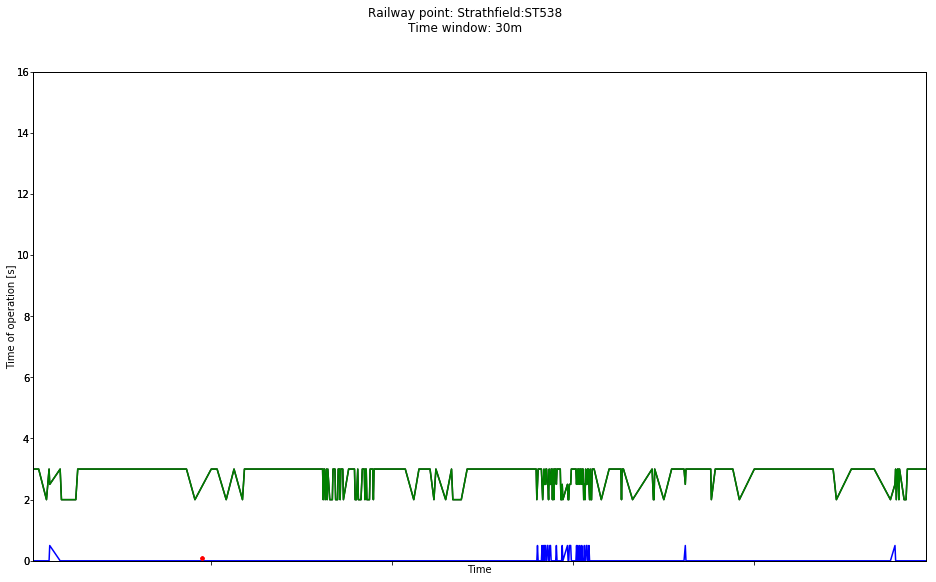 Railway point: Strathfield:ST538
Time window: 30m
16
14
12
10
8
6
4
2
0
Time of operation [s]
Time